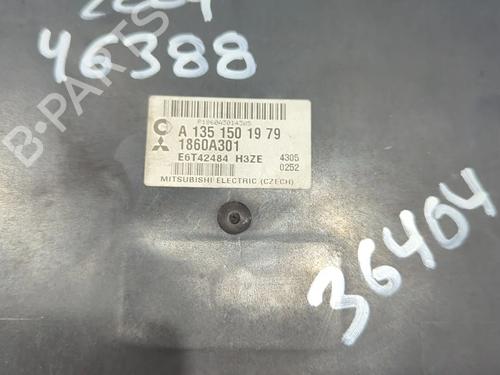 46388
A 135 150 19 79
1860A301
E6T42484 H3ZE 4305
0252
MITSUBISHI ELECTRIC (CZECH)
36404
B-PARTS